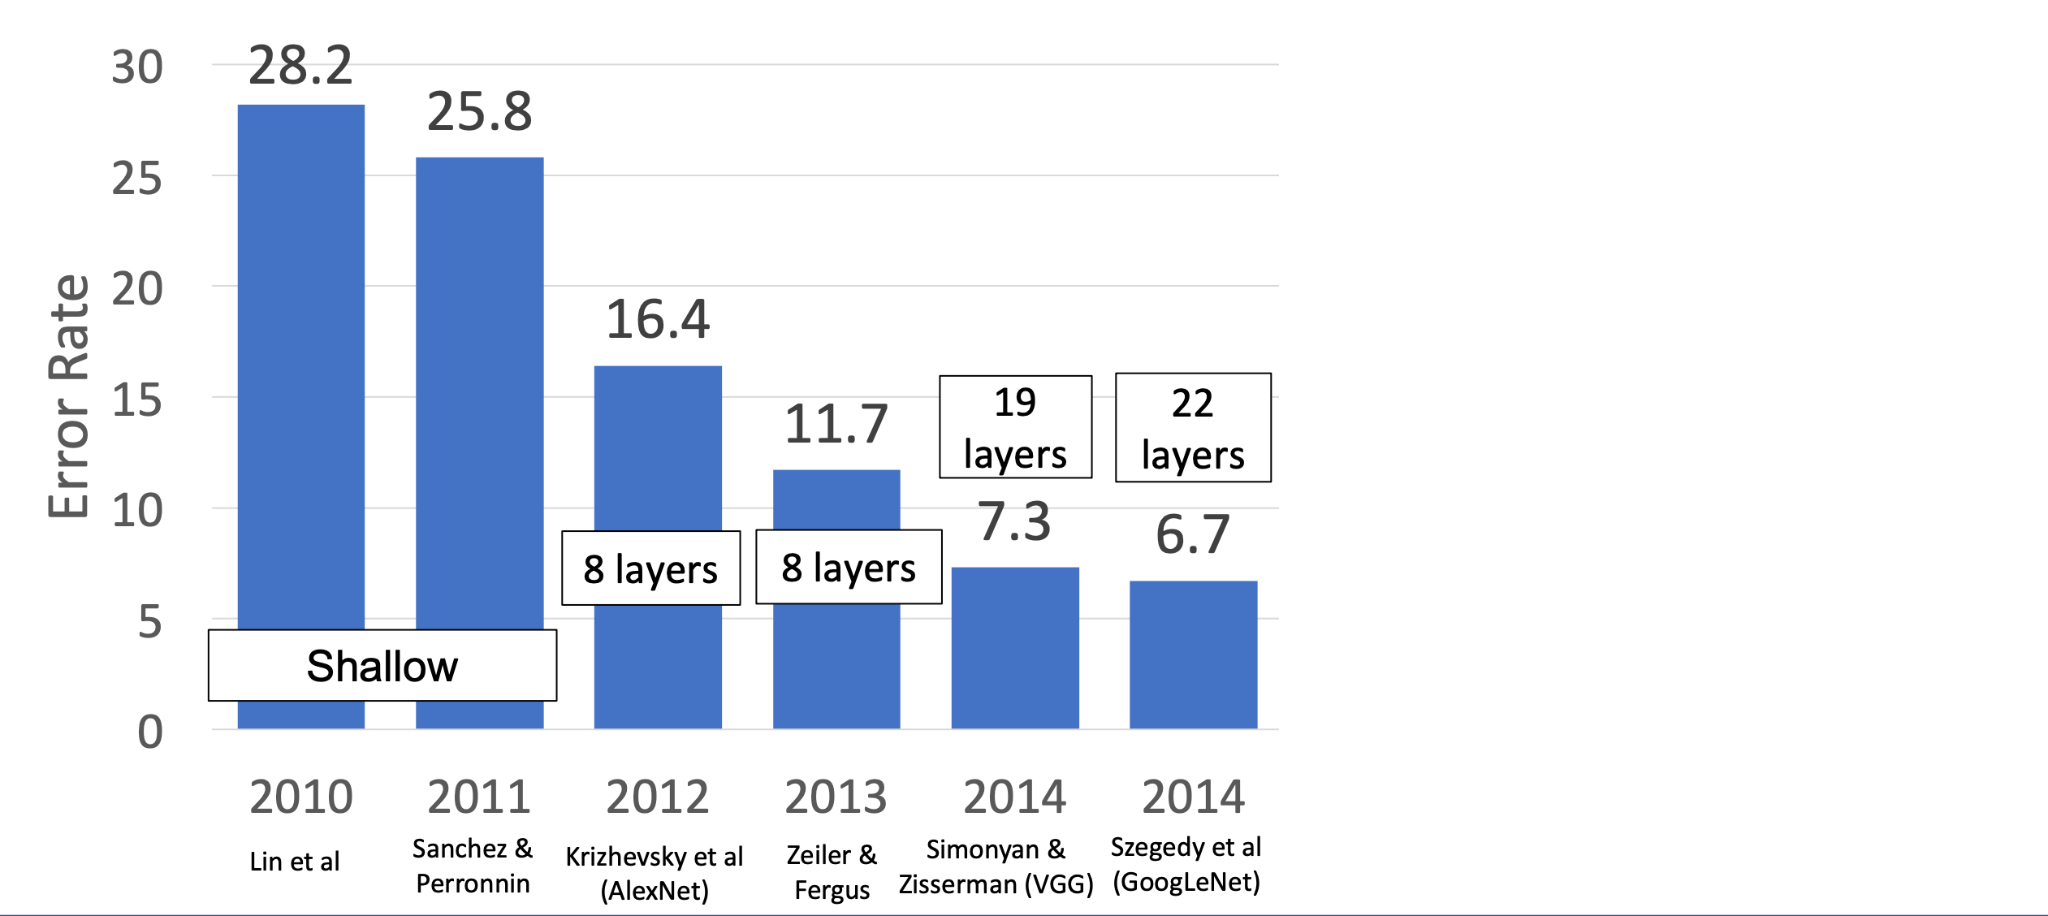 Error Rate
30
25
20
15
10
5
0
28.2
25.8
16.4
11.7
7.3
6.7
Shallow
8 layers
8 layers
19
layers
22
layers
2010
Lin et al
2011
Sanchez &
Perronnin
2012
Krizhevsky et al
(AlexNet)
2013
Zeiler &
Fergus
2014
Simonyan &
Zisserman (VGG)
2014
Szegedy et al
(GoogLeNet)